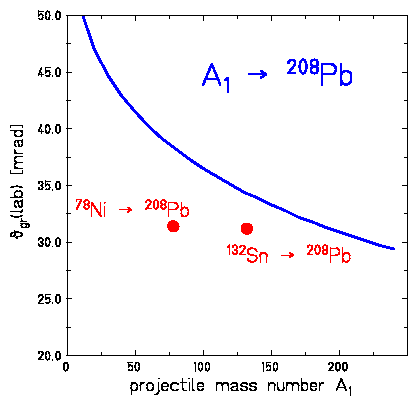 50.0
45.0
40.0
35.0
30.0
25.0
20.0
ϑgr(lab) [mrad]
A₁ → ²⁰⁸Pb
⁷⁸Ni → ²⁰⁸Pb
¹³²Sn → ²⁰⁸Pb
0 50 100 150 200
projectile mass number A₁